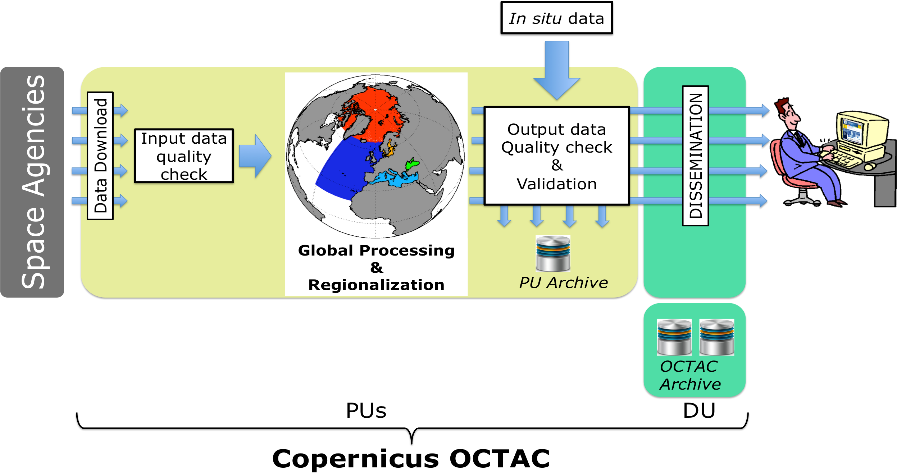 In situ data
Space Agencies
Data Download
Input data
quality
check
Global Processing
&
Regionalization
Output data
Quality check
&
Validation
PU Archive
DISSEMINATION
OCTAC
Archive
PUs
DU
Copernicus OCTAC